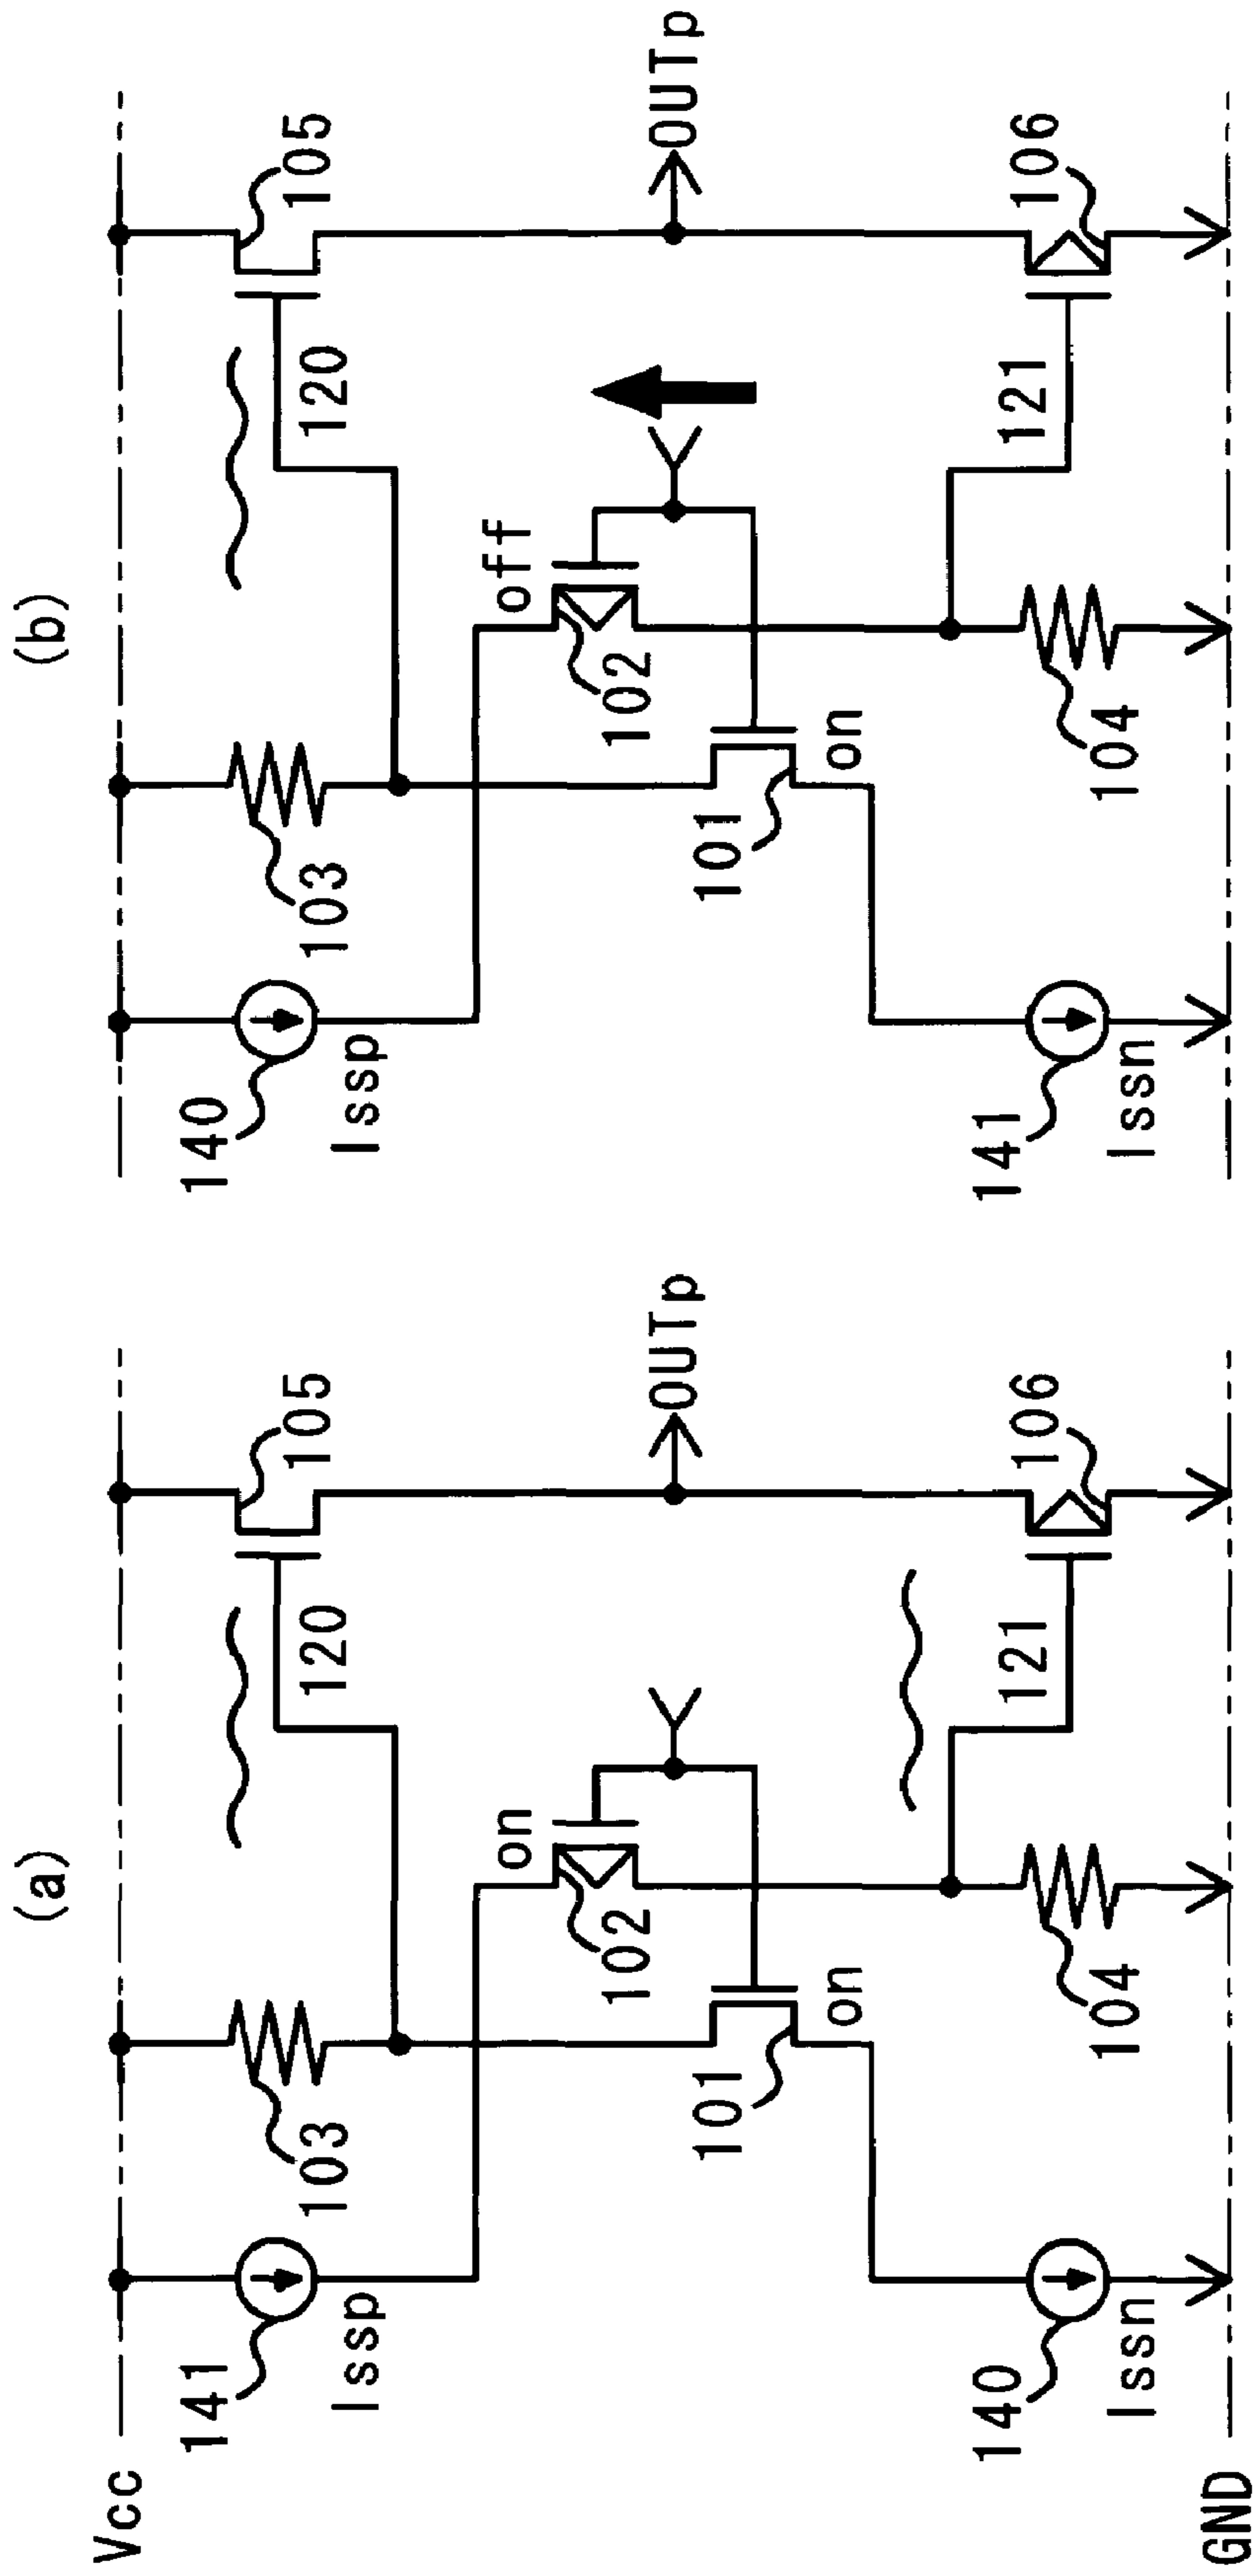 (a)
Vcc
141
Issp
103
120
105
on
102
OUTp
101
on
121
106
104
140
Issn
GND
(b)
140
Issp
103
120
105
off
102
OUTp
101
on
121
106
104
141
Issn